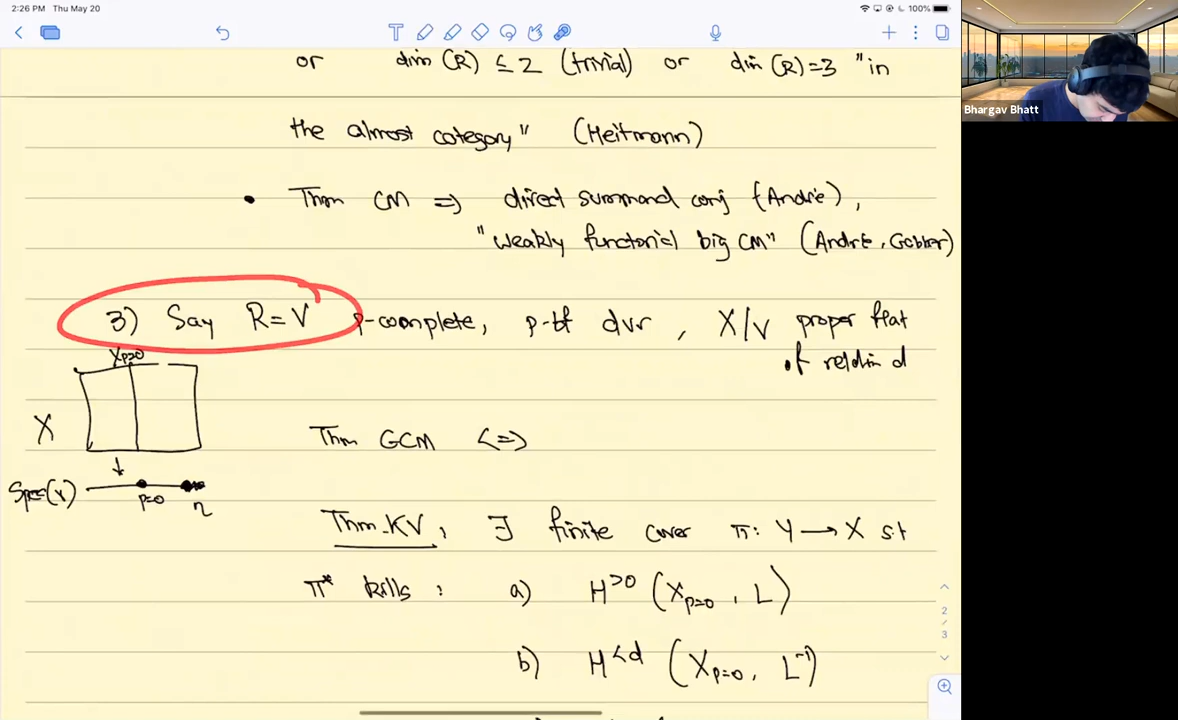 2:26 PM Thu May 20
100%
or dim (R) ≤ 2 (trivial) or dim (R) = 3 "in
the almost category" (Heitmann)
• Thm CM => direct summand conj (André),
"weakly functorial big CM" (André, Gabber)
3) Say R = V p-complete, p-tf dvr, X/V proper flat
of reldim d
X_{p=0}
X
Spec(V)
p=0
η
Thm GCM <=>
Thm KV: ∃ finite cover π: Y → X s.t
π* kills: a) H^{>0} (X_{p=0}, L)
b) H^{<d} (X_{p=0}, L^{-1})
2
/
3
Bhargav Bhatt